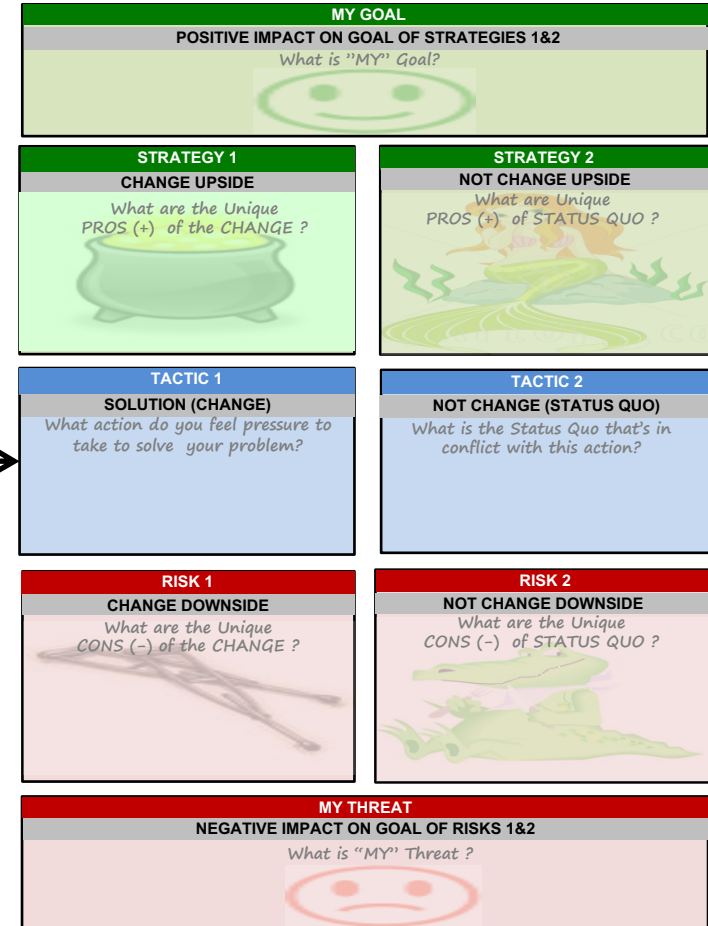 MY GOAL
POSITIVE IMPACT ON GOAL OF STRATEGIES 1&2
What is ”MY” Goal?
STRATEGY 1
CHANGE UPSIDE
What are the Unique
PROS (+) of the CHANGE ?
STRATEGY 2
NOT CHANGE UPSIDE
What are Unique
PROS (+) of STATUS QUO ?
TACTIC 1
SOLUTION (CHANGE)
What action do you feel pressure to
take to solve your problem?
TACTIC 2
NOT CHANGE (STATUS QUO)
What is the Status Quo that's in
conflict with this action?
RISK 1
CHANGE DOWNSIDE
What are the Unique
CONS (-) of the CHANGE ?
RISK 2
NOT CHANGE DOWNSIDE
What are the Unique
CONS (-) of STATUS QUO ?
MY THREAT
NEGATIVE IMPACT ON GOAL OF RISKS 1&2
What is “MY” Threat ?